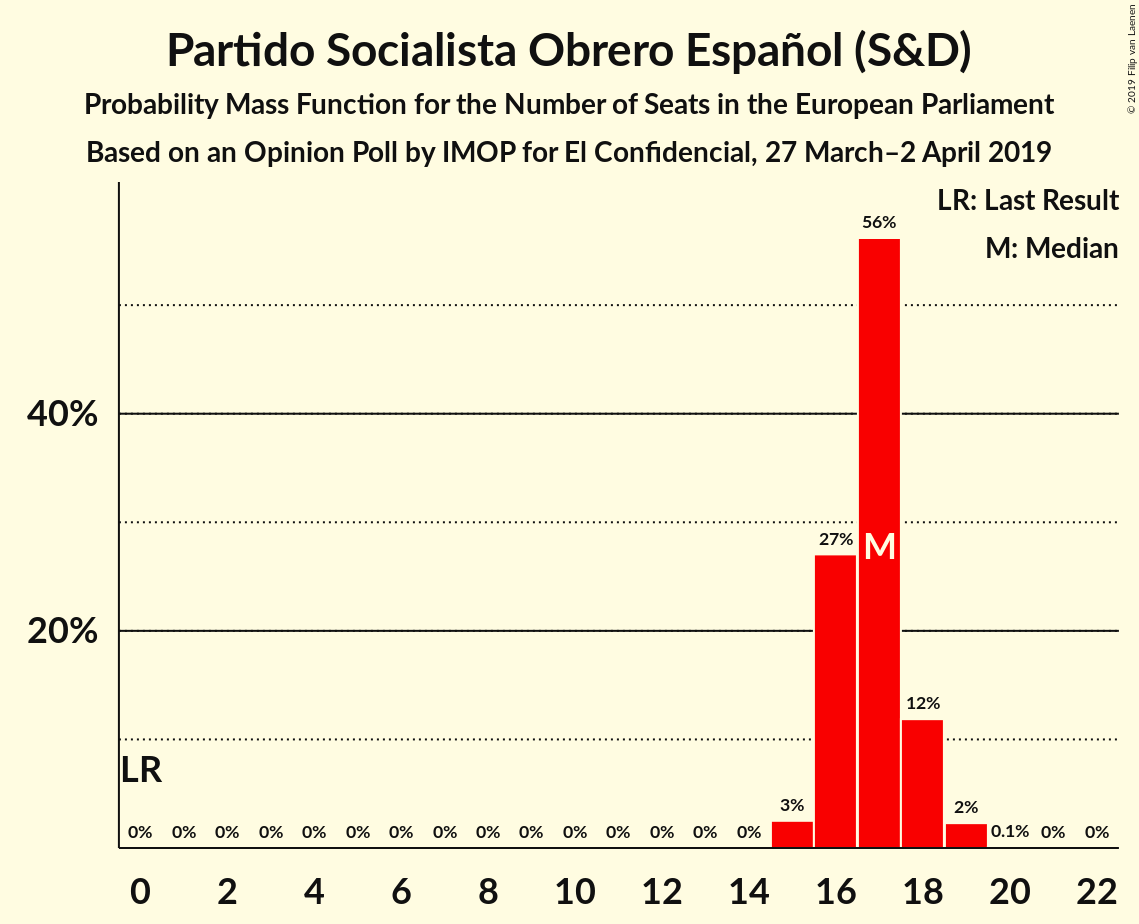 Partido Socialista Obrero Español (S&D)
Probability Mass Function for the Number of Seats in the European Parliament
Based on an Opinion Poll by IMOP for El Confidencial, 27 March–2 April 2019
© 2019 Filip van Laenen
LR: Last Result
M: Median
56%
40%
27%
M
20%
12%
LR
3%
2%
0% 0% 0% 0% 0% 0% 0% 0% 0% 0% 0% 0% 0% 0% 0% 0.1% 0% 0%
0 2 4 6 8 10 12 14 16 18 20 22